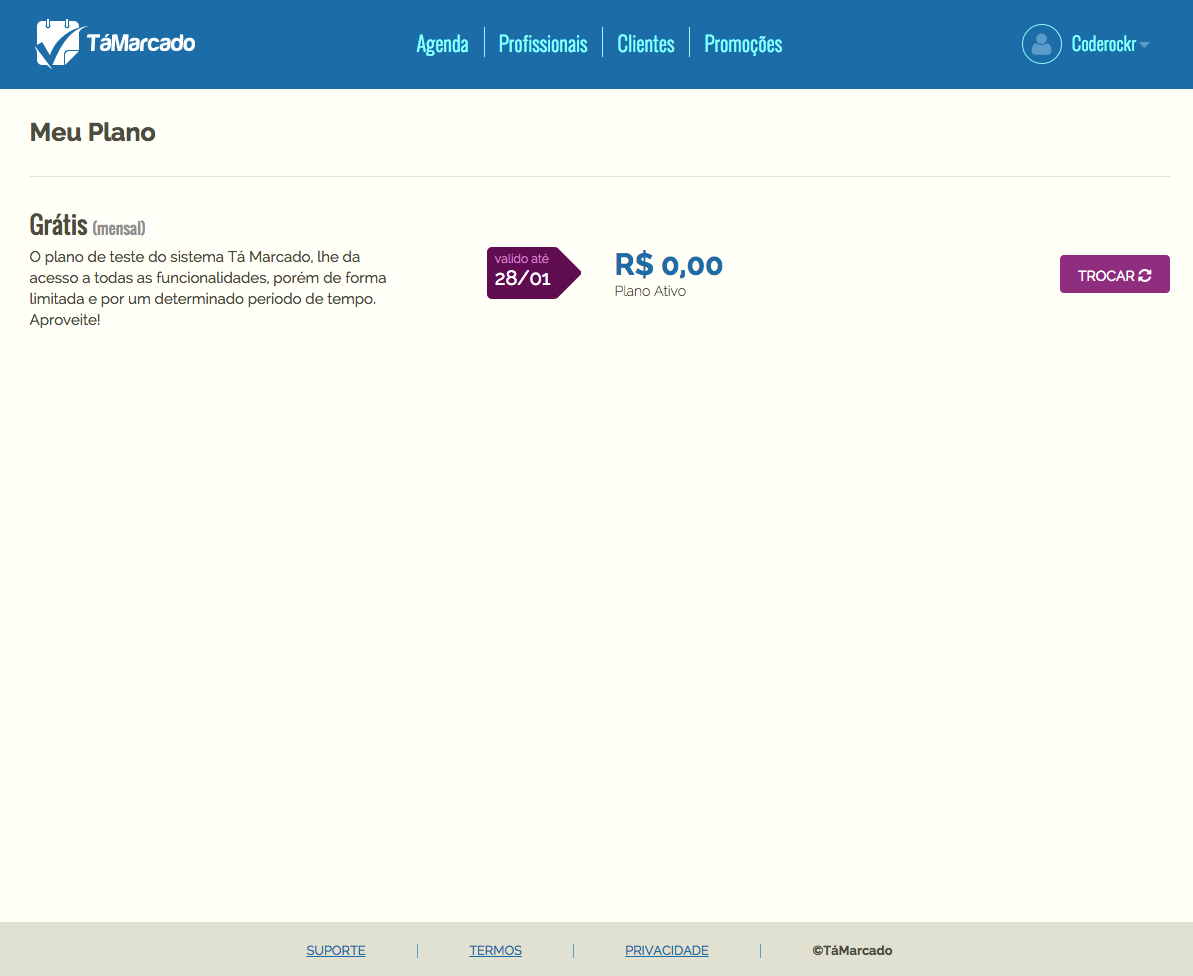 TáMarcado
Agenda
Profissionais
Clientes
Promoções
Coderockr
Meu Plano
Grátis (mensal)
O plano de teste do sistema Tá Marcado, lhe da
acesso a todas as funcionalidades, porém de forma
limitada e por um determinado período de tempo.
Aproveite!
valido até
28/01
R$ 0,00
Plano Ativo
TROCAR
SUPORTE
TERMOS
PRIVACIDADE
©TáMarcado